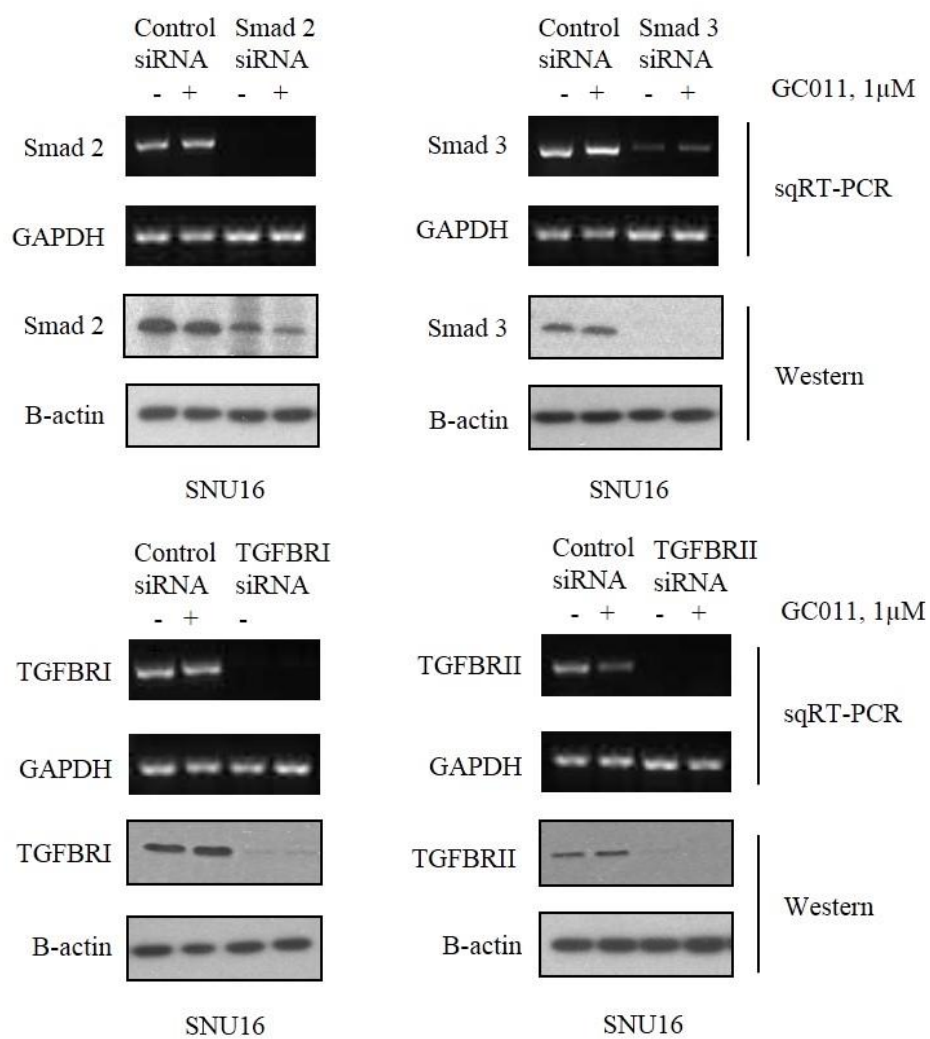 Control Smad 2
siRNA siRNA
- + - +
Smad 2
GAPDH
Smad 2
B-actin
SNU16
Control Smad 3
siRNA siRNA
- + - + GC011, 1µM
Smad 3
GAPDH
sqRT-PCR
Smad 3
B-actin
Western
SNU16
Control TGFBRI
siRNA siRNA
- + -
TGFBRI
GAPDH
TGFBRI
B-actin
SNU16
Control TGFBRII
siRNA siRNA
- + - + GC011, 1µM
TGFBRII
GAPDH
sqRT-PCR
TGFBRII
B-actin
Western
SNU16